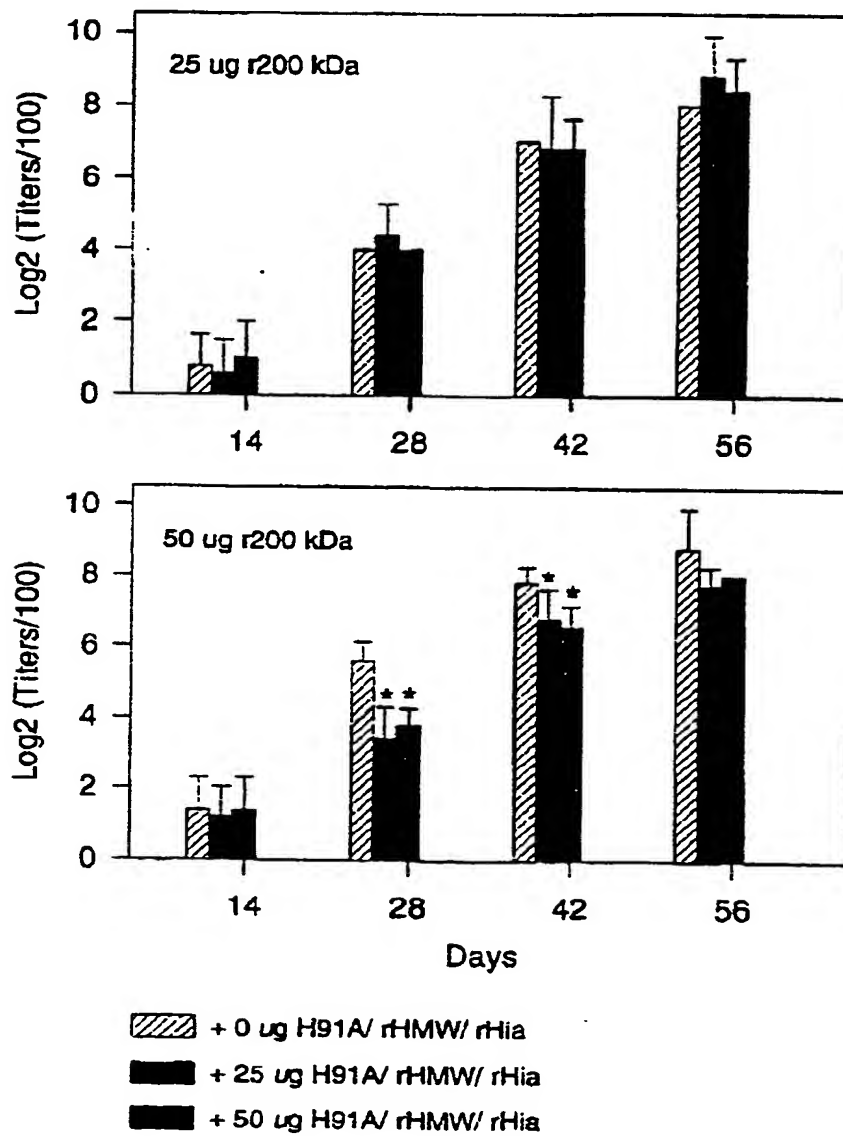 10
25 ug r200 kDa
8
6
4
2
0
Log2 (Titers/100)
14 28 42 56
10
50 ug r200 kDa
8
* *
6
* *
4
2
0
Log2 (Titers/100)
14 28 42 56
Days
+ 0 ug H91A/ rHMW/ rHia
+ 25 ug H91A/ rHMW/ rHia
+ 50 ug H91A/ rHMW/ rHia